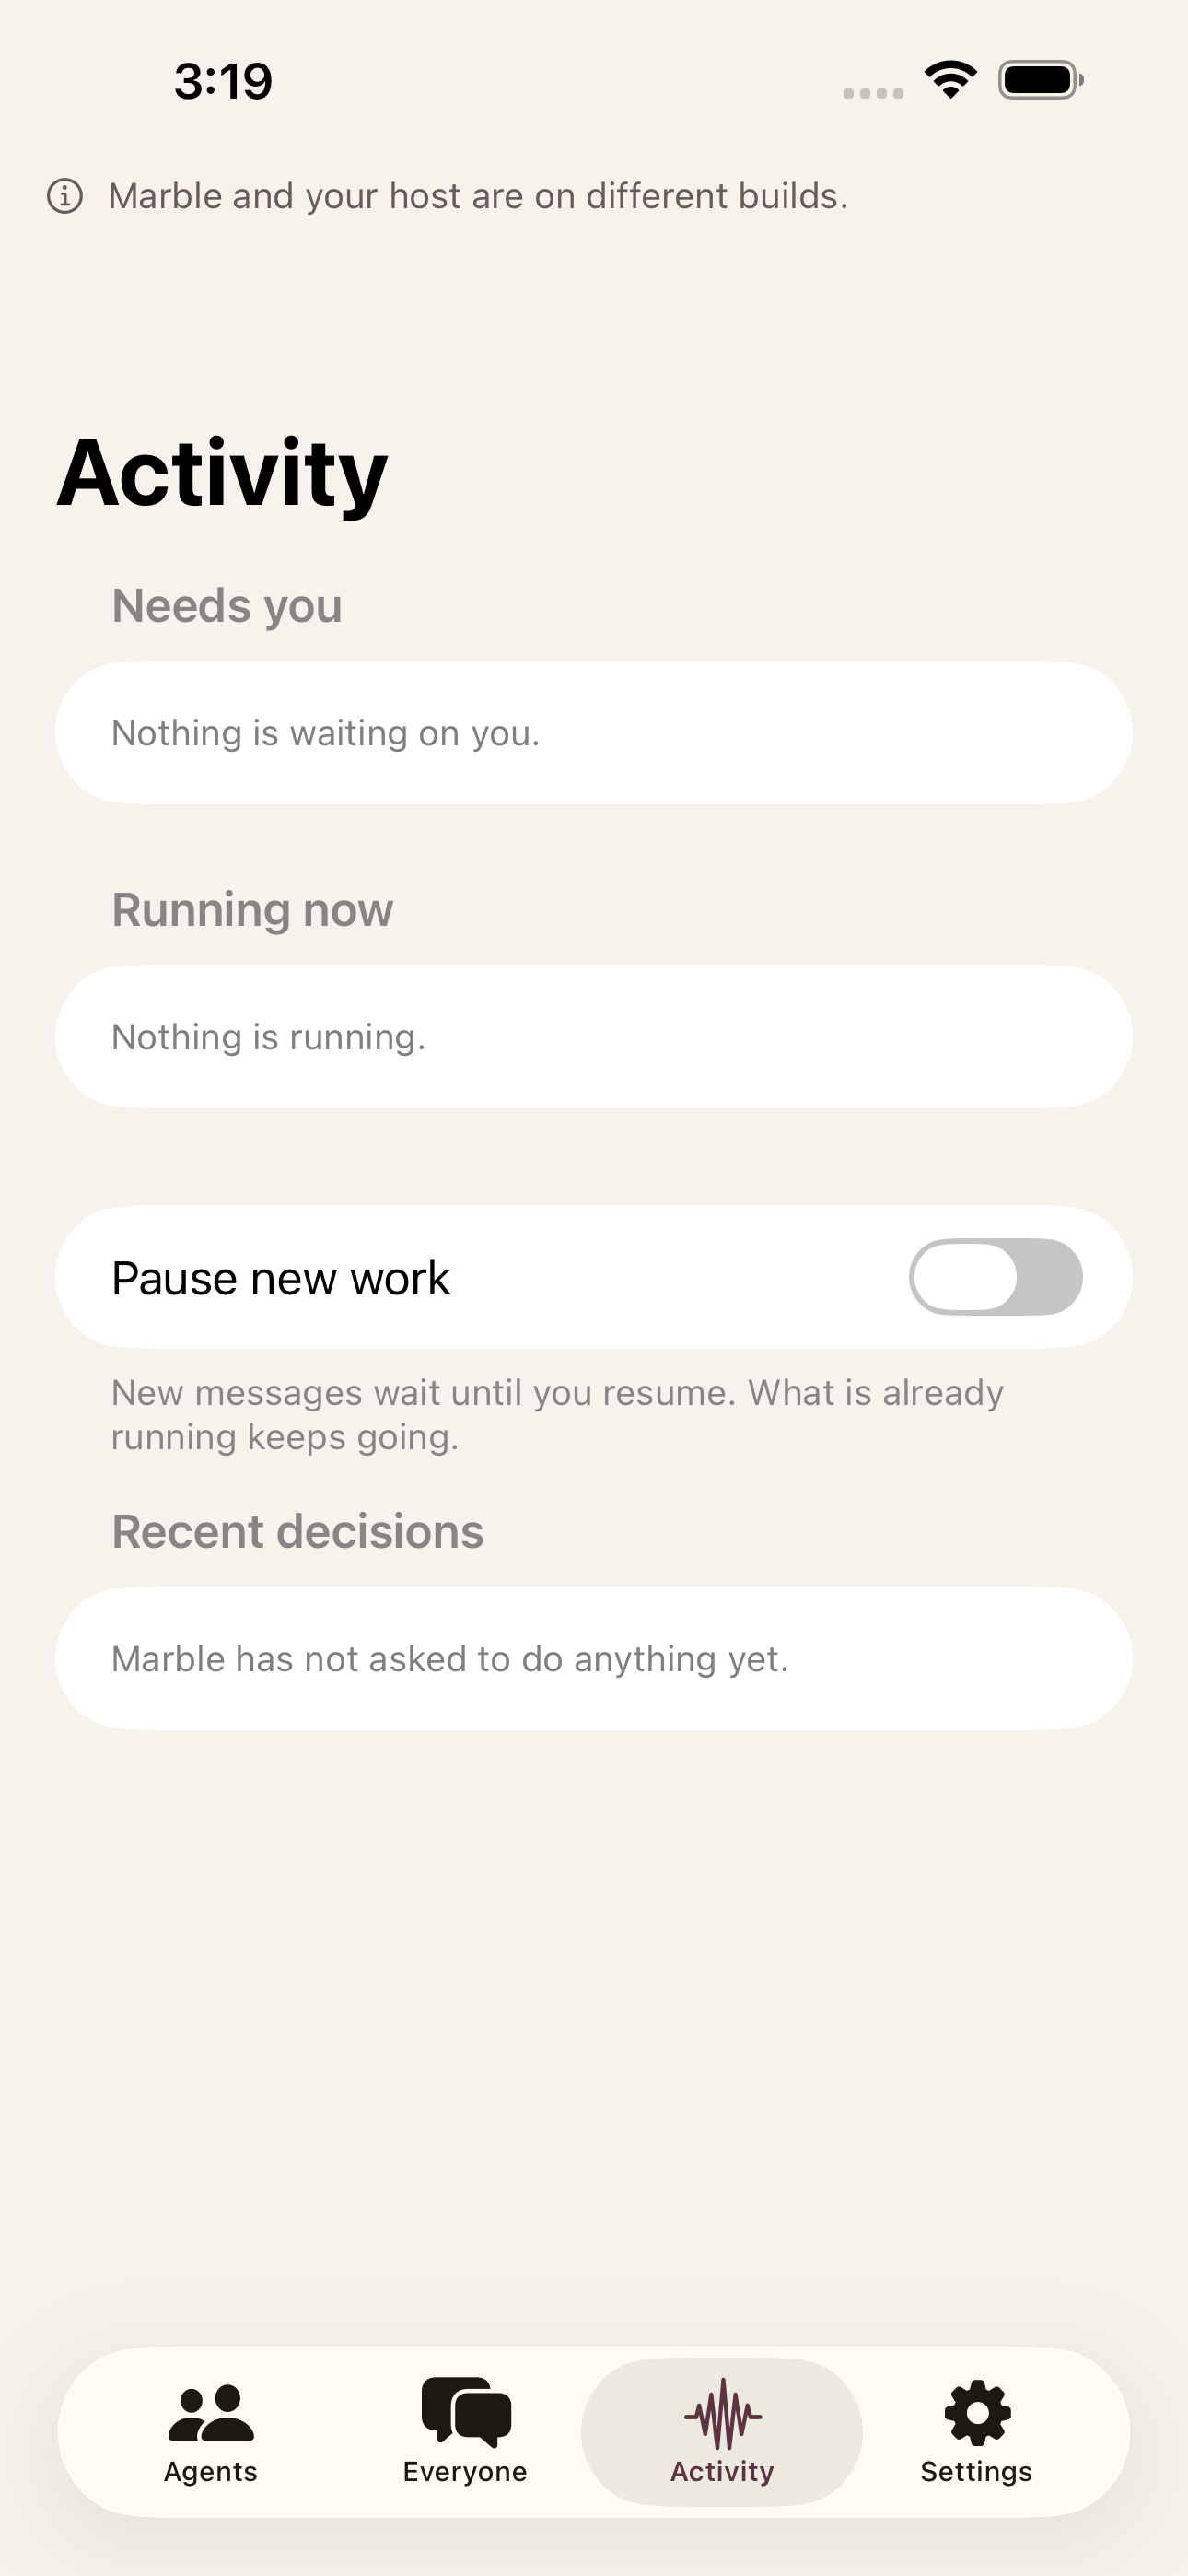 3:19
Marble and your host are on different builds.
Activity
Needs you
Nothing is waiting on you.
Running now
Nothing is running.
Pause new work
New messages wait until you resume. What is already
running keeps going.
Recent decisions
Marble has not asked to do anything yet.
Agents
Everyone
Activity
Settings